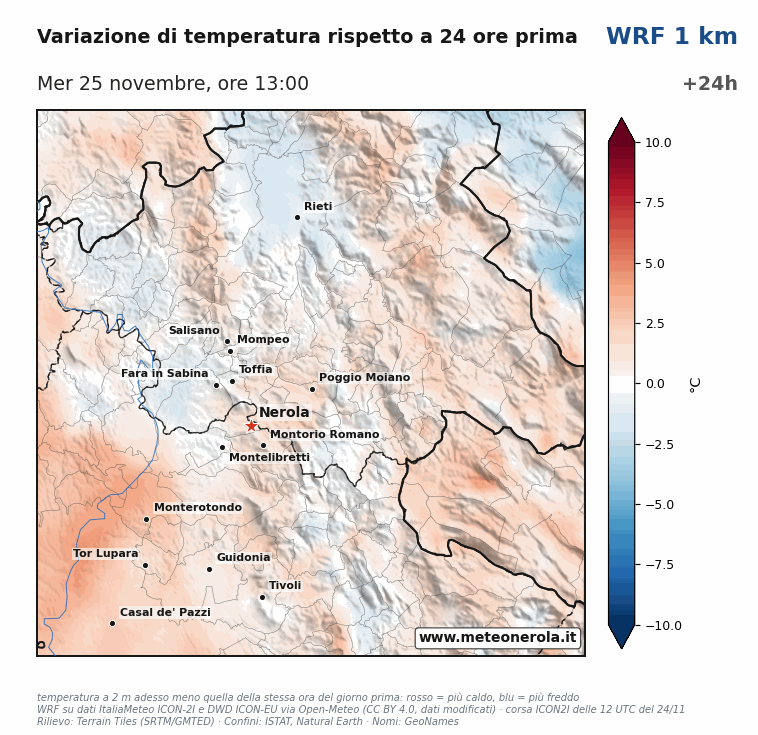 Variazione di temperatura rispetto a 24 ore prima
WRF 1 km
Mer 25 novembre, ore 13:00
+24h
Rieti
Salisano
Mompeo
Toffia
Fara in Sabina
Poggio Moiano
Nerola
Montorio Romano
Montelibretti
Monterotondo
Tor Lupara
Guidonia
Tivoli
Casal de' Pazzi
www.meteonerola.it
10.0
7.5
5.0
2.5
0.0
−2.5
−5.0
−7.5
−10.0
°C
temperatura a 2 m adesso meno quella della stessa ora del giorno prima: rosso = più caldo, blu = più freddo
WRF su dati ItaliaMeteo ICON-2I e DWD ICON-EU via Open-Meteo (CC BY 4.0, dati modificati) · corsa ICON2I delle 12 UTC del 24/11
Rilievo: Terrain Tiles (SRTM/GMTED) · Confini: ISTAT, Natural Earth · Nomi: GeoNames